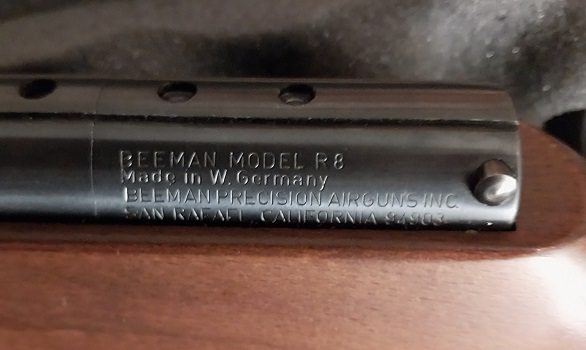 BEEMAN MODEL R8
Made in W. Germany
BEEMAN PRECISION AIRGUNS INC.
SAN RAFAEL, CALIFORNIA 94903